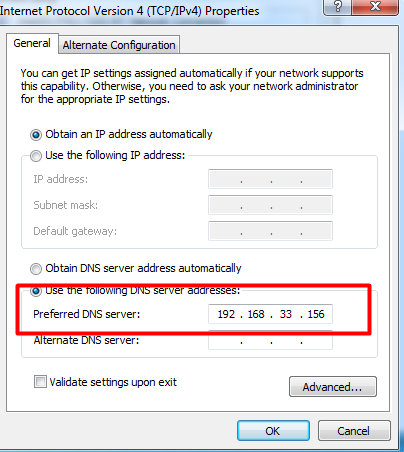 Internet Protocol Version 4 (TCP/IPv4) Properties
General
Alternate Configuration
You can get IP settings assigned automatically if your network supports
this capability. Otherwise, you need to ask your network administrator
for the appropriate IP settings.
Obtain an IP address automatically
Use the following IP address:
IP address: . . .
Subnet mask: . . .
Default gateway: . . .
Obtain DNS server address automatically
Use the following DNS server addresses:
Preferred DNS server: 192 . 168 . 33 . 156
Alternate DNS server: . . .
Validate settings upon exit
Advanced...
OK
Cancel